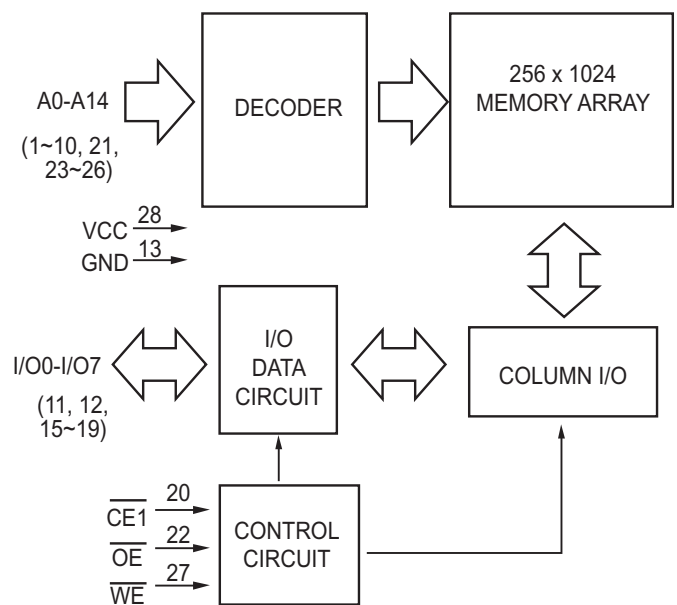 256 x 1024
MEMORY ARRAY
DECODER
A0-A14
(1~10, 21,
23~26)
VCC 28
GND 13
I/O
DATA
CIRCUIT
I/O0-I/O7
(11, 12,
15~19)
COLUMN I/O
CE1 20
OE 22
WE 27
CONTROL
CIRCUIT